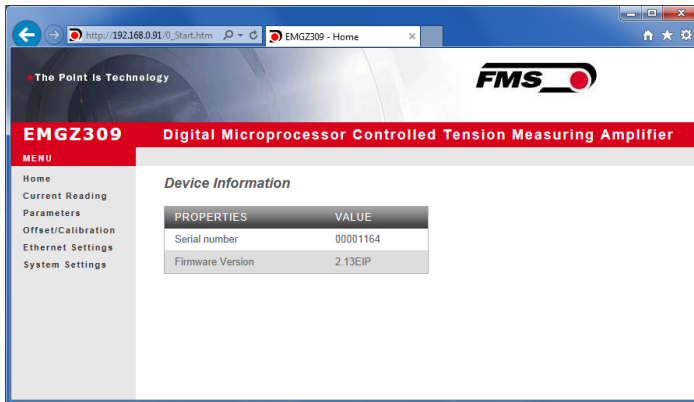 http://192.168.0.91/0_Start.htm
EMGZ309 - Home
The Point is Technology
FMS
EMGZ309
Digital Microprocessor Controlled Tension Measuring Amplifier
MENU
Home
Current Reading
Parameters
Offset/Calibration
Ethernet Settings
System Settings
Device Information
PROPERTIES VALUE
Serial number 00001164
Firmware Version 2.13EIP